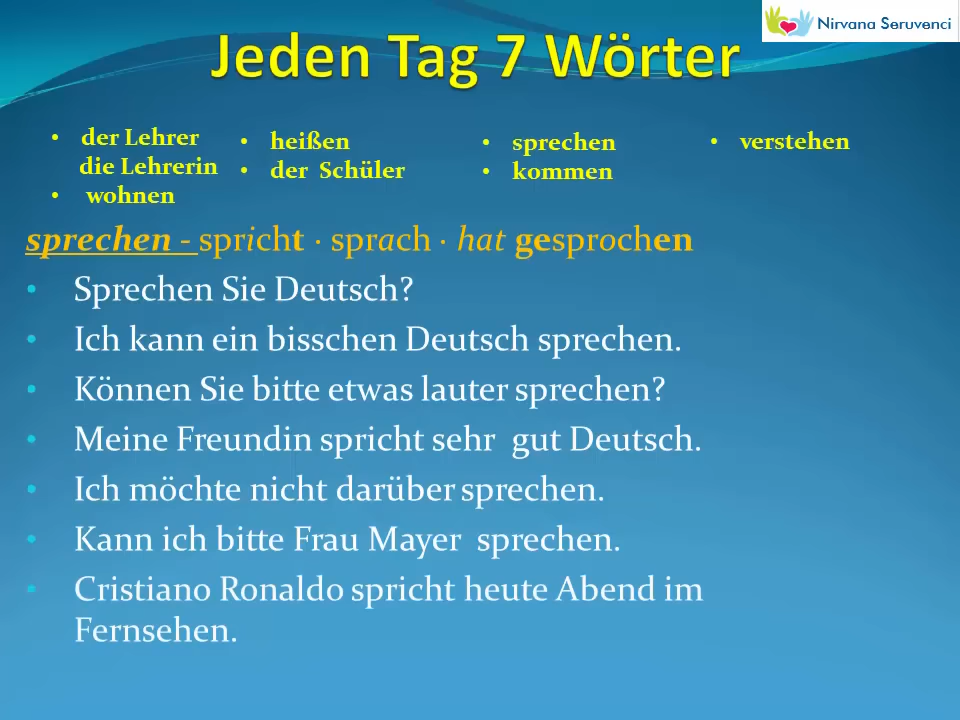 Nirvana Seruvenci
Jeden Tag 7 Wörter
• der Lehrer
die Lehrerin
• wohnen
• heißen
• der Schüler
• sprechen
• kommen
• verstehen
sprechen - spricht · sprach · hat gesprochen
• Sprechen Sie Deutsch?
• Ich kann ein bisschen Deutsch sprechen.
• Können Sie bitte etwas lauter sprechen?
• Meine Freundin spricht sehr gut Deutsch.
• Ich möchte nicht darüber sprechen.
• Kann ich bitte Frau Mayer sprechen.
• Cristiano Ronaldo spricht heute Abend im
Fernsehen.